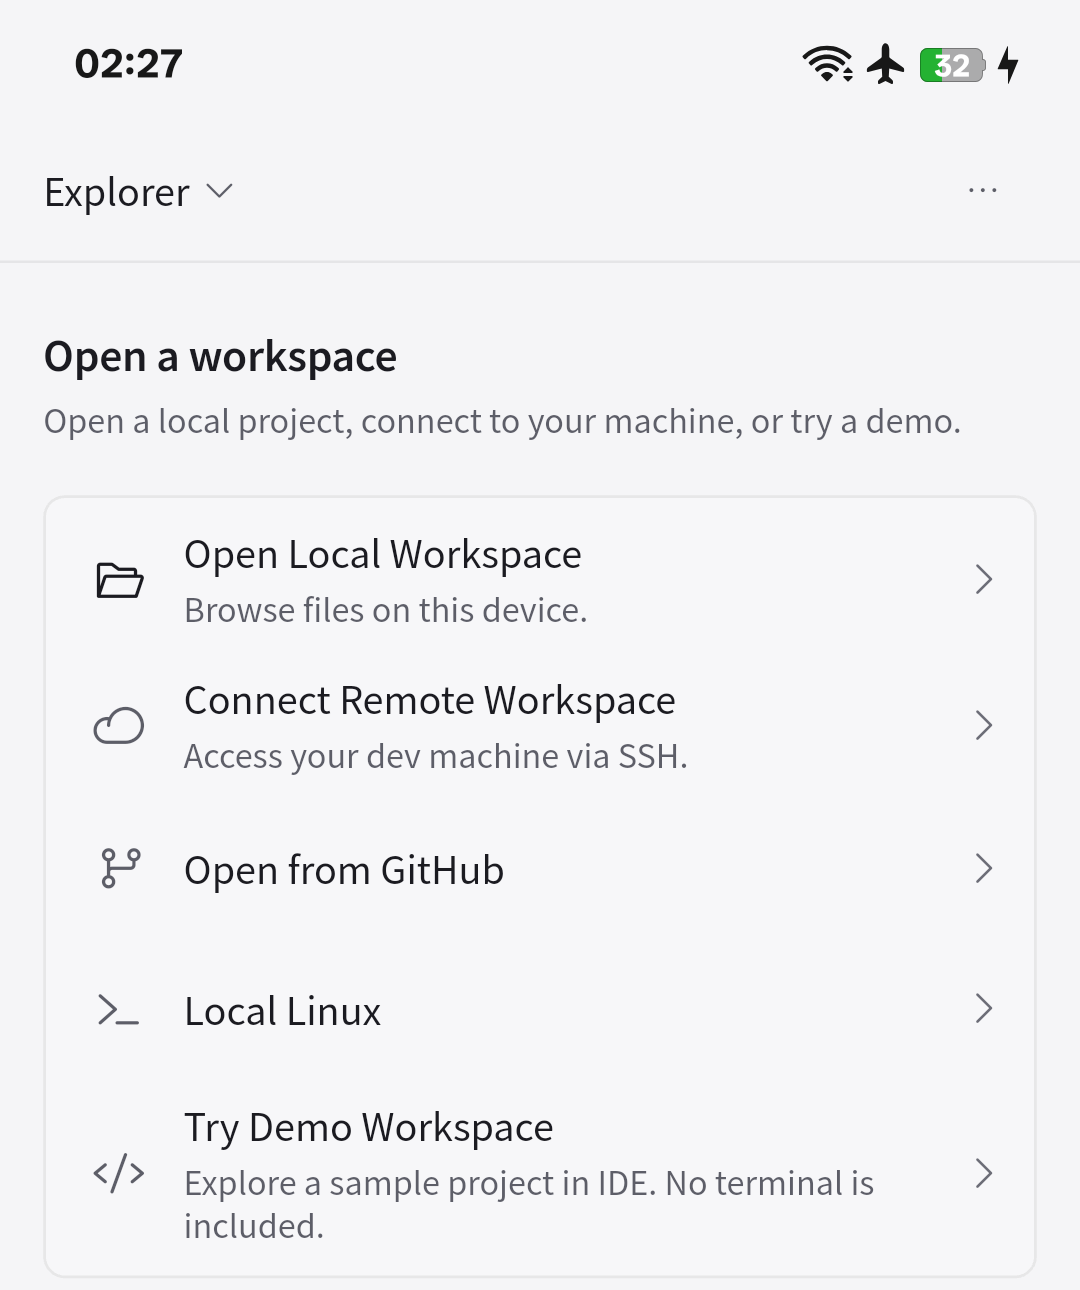 02:27
32
Explorer
...
Open a workspace
Open a local project, connect to your machine, or try a demo.
Open Local Workspace
Browse files on this device.
Connect Remote Workspace
Access your dev machine via SSH.
Open from GitHub
Local Linux
Try Demo Workspace
Explore a sample project in IDE. No terminal is
included.